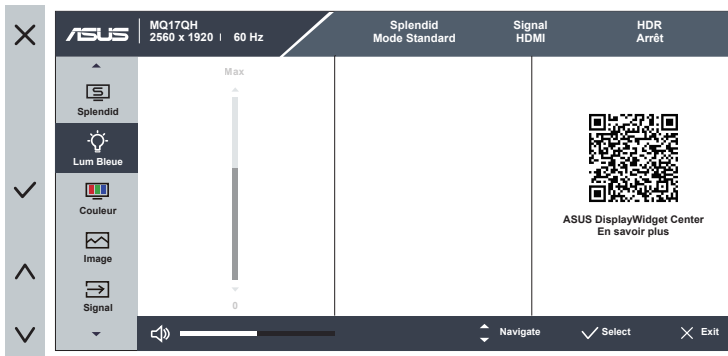 ASUS
MQ17QH
2560 x 1920 60 Hz
Splendid
Mode Standard
Signal
HDMI
HDR
Arrêt
Splendid
Lum Bleue
Couleur
Image
Signal
Max
0
ASUS DisplayWidget Center
En savoir plus
Navigate
Select
Exit